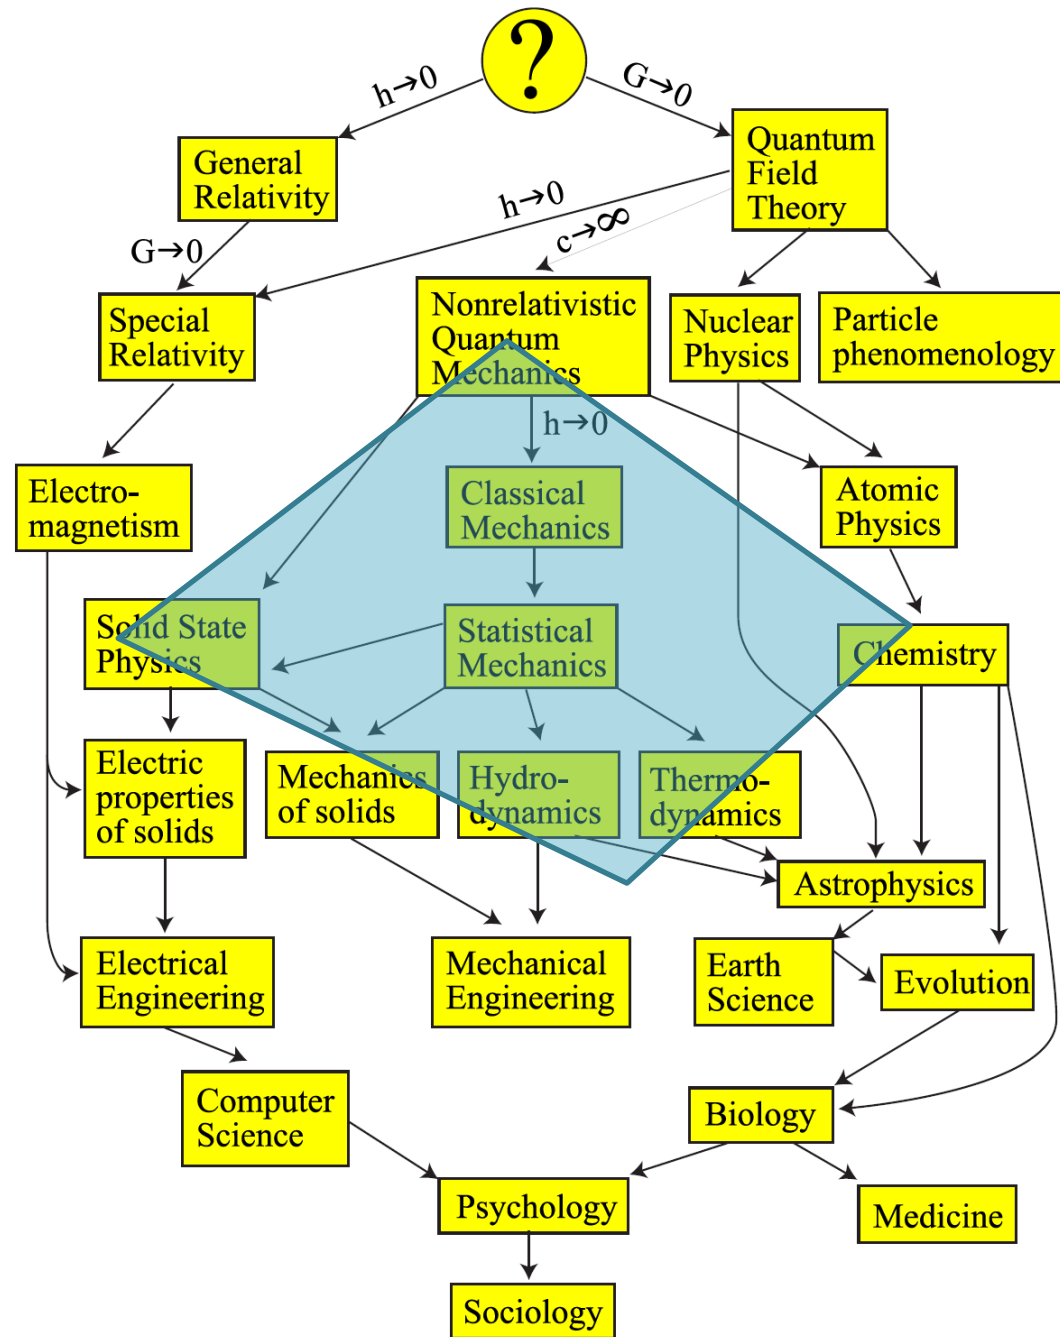 ?
h→0
G→0
General
Relativity
Quantum
Field
Theory
G→0
h→0
c→∞
Special
Relativity
Nonrelativistic
Quantum
Mechanics
Nuclear
Physics
Particle
phenomenology
h→0
Electro-
magnetism
Classical
Mechanics
Atomic
Physics
Solid State
Physics
Statistical
Mechanics
Chemistry
Electric
properties
of solids
Mechanics
of solids
Hydro-
dynamics
Thermo-
dynamics
Astrophysics
Electrical
Engineering
Mechanical
Engineering
Earth
Science
Evolution
Computer
Science
Biology
Psychology
Medicine
Sociology